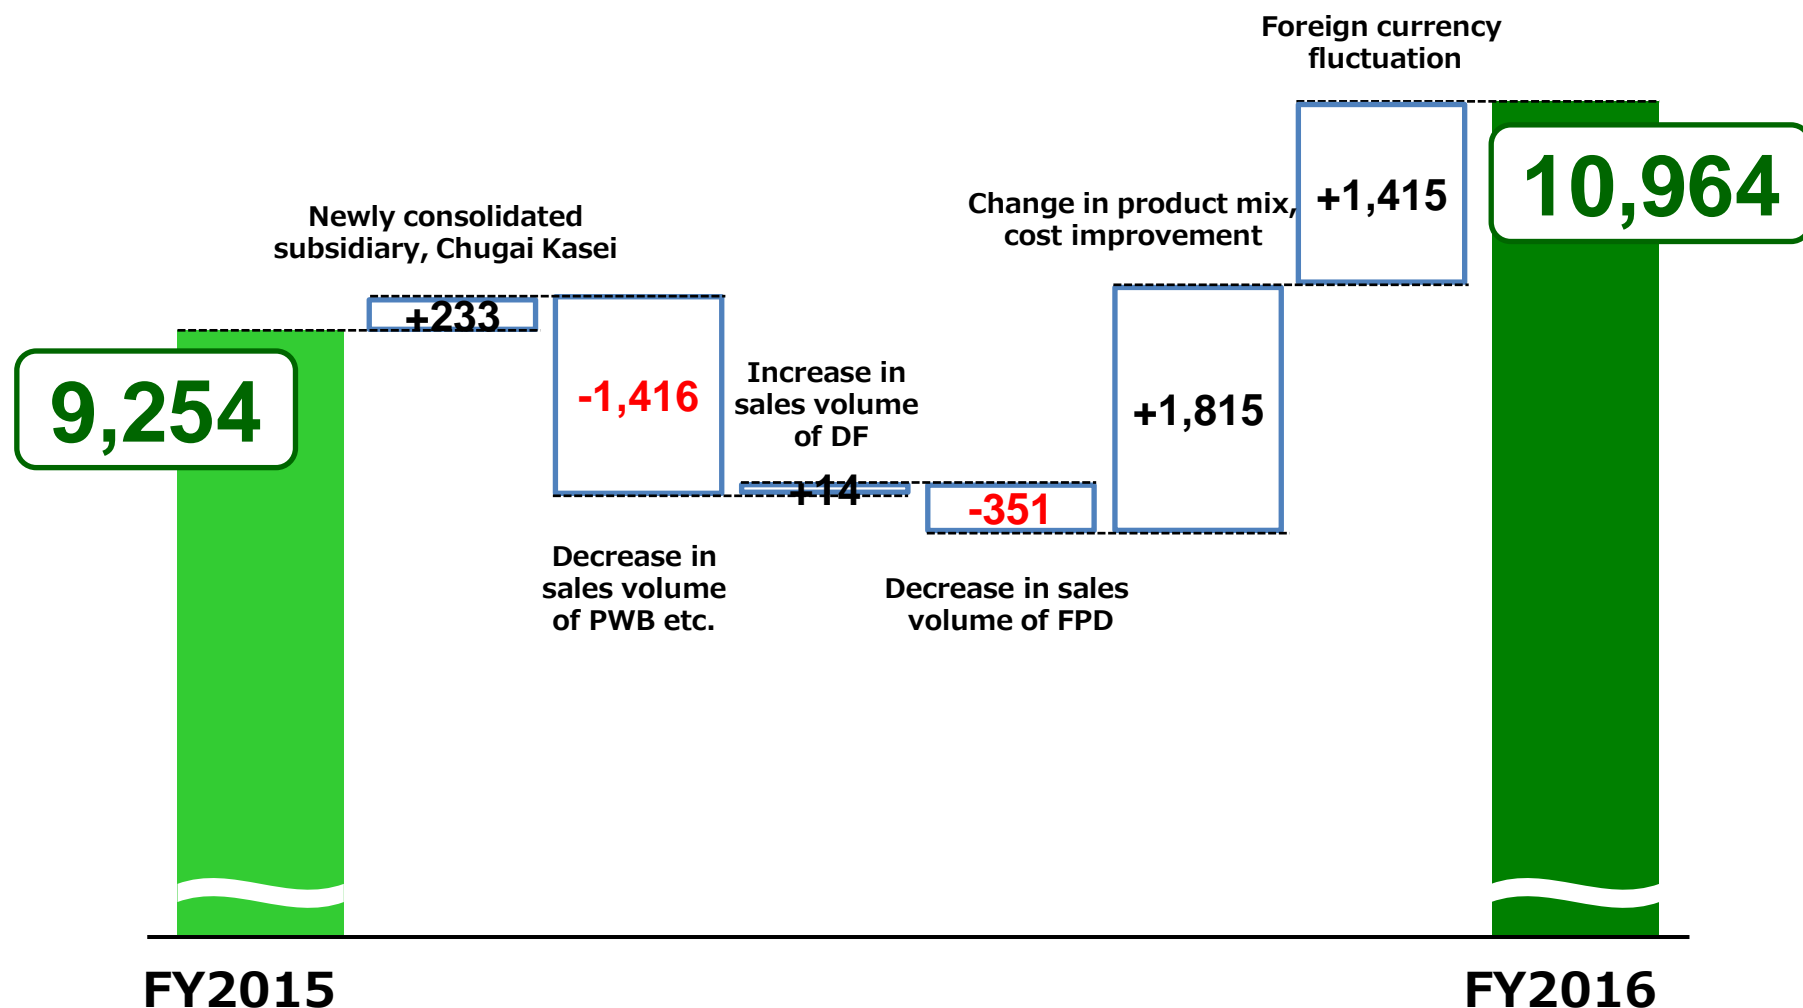 Foreign currency
fluctuation
Change in product mix,
cost improvement
+1,415
10,964
Newly consolidated
subsidiary, Chugai Kasei
+233
9,254
-1,416
Increase in
sales volume
of DF
+14
-351
+1,815
Decrease in
sales volume
of PWB etc.
Decrease in sales
volume of FPD
FY2015
FY2016